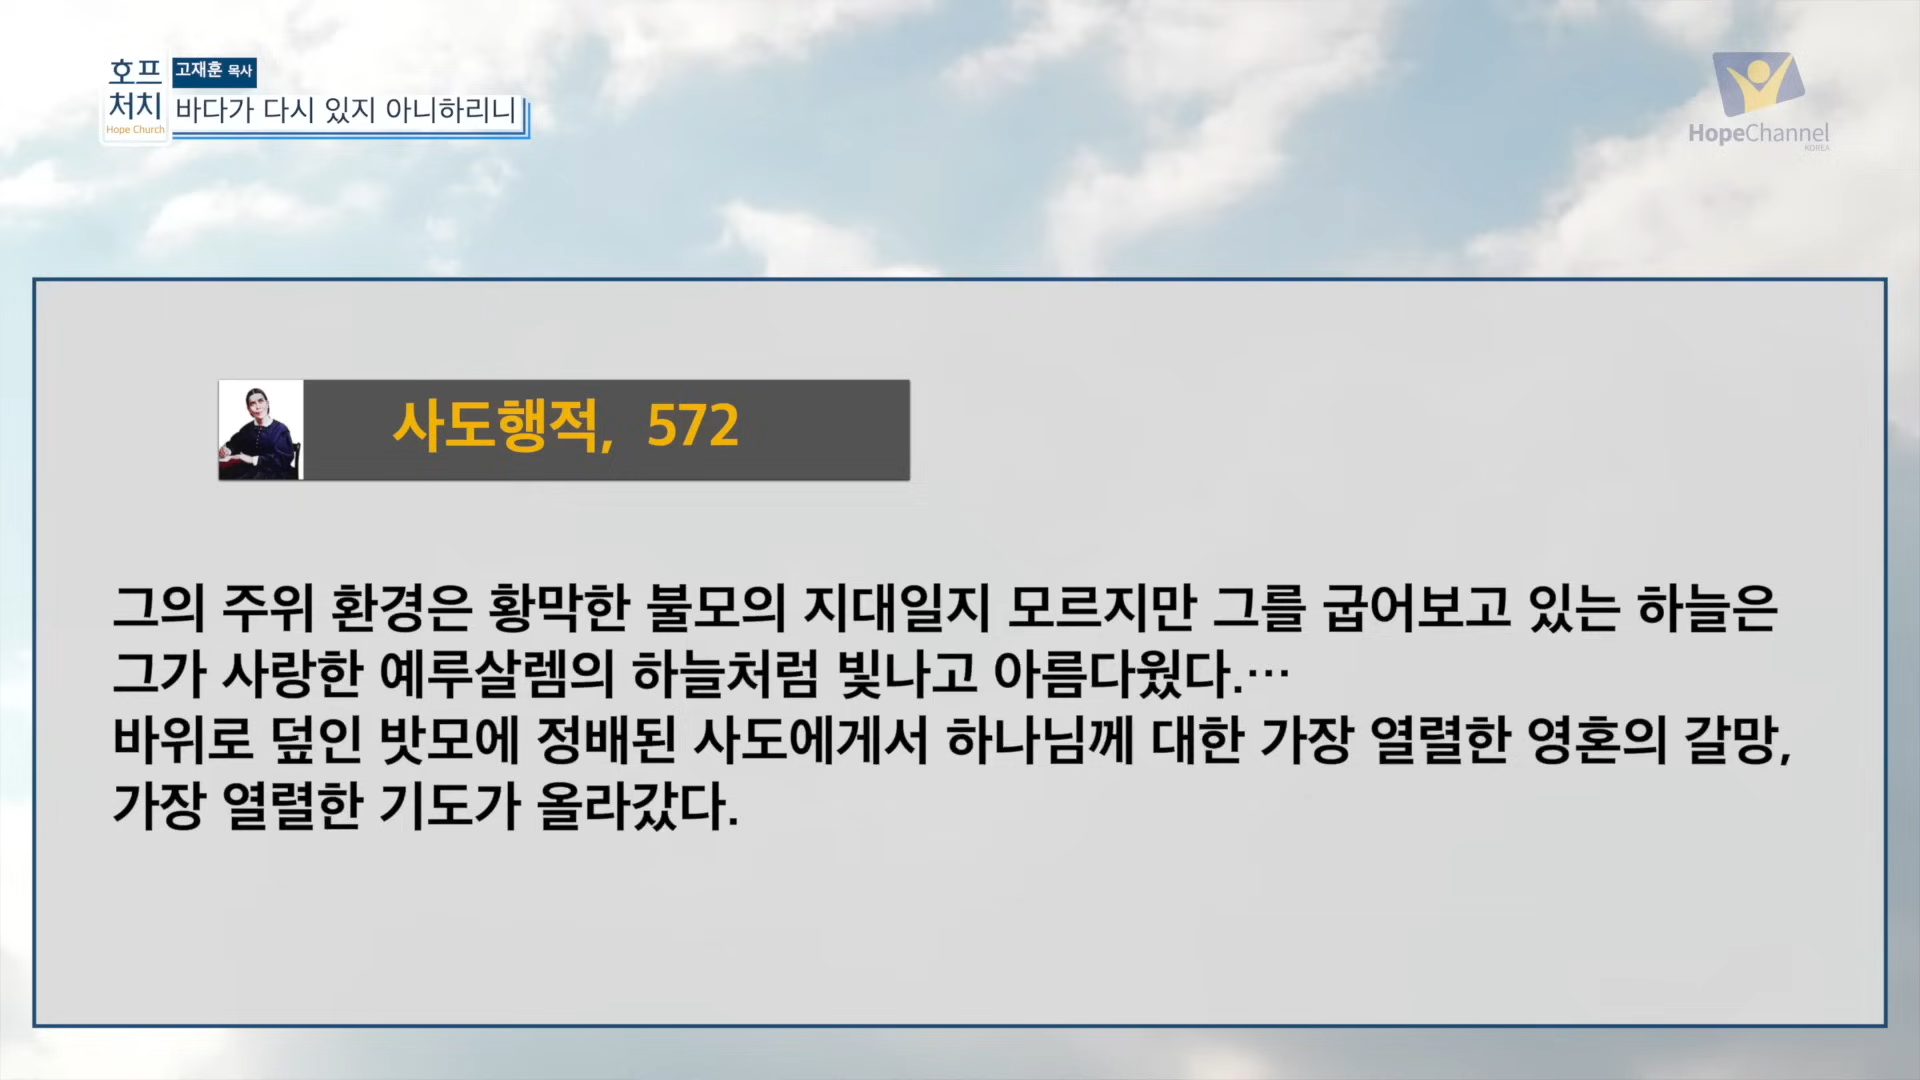 호프
처치
Hope Church
고재훈 목사
바다가 다시 있지 아니하리니
HopeChannel
KOREA
사도행적, 572
그의 주위 환경은 황막한 불모의 지대일지 모르지만 그를 굽어보고 있는 하늘은
그가 사랑한 예루살렘의 하늘처럼 빛나고 아름다웠다.…
바위로 덮인 밧모에 정배된 사도에게서 하나님께 대한 가장 열렬한 영혼의 갈망,
가장 열렬한 기도가 올라갔다.